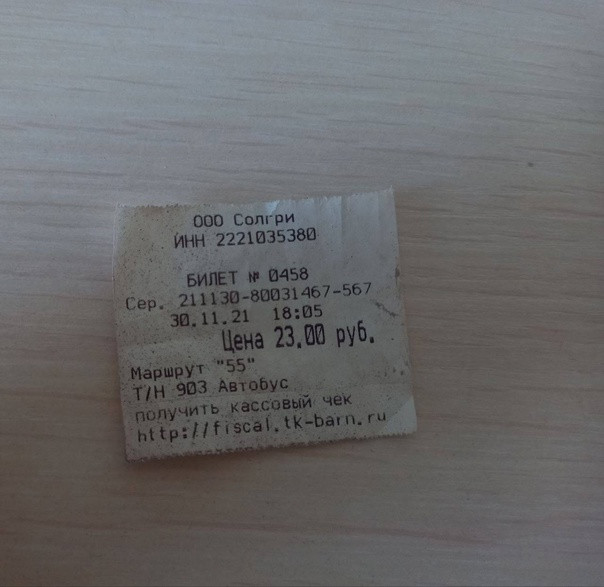 ООО Солгри
ИНН 2221035380
БИЛЕТ № 0458
Сер. 211130-80031467-567
30.11.21 18:05
Цена 23.00 руб.
Маршрут "55"
Т/Н 903 Автобус
получить кассовый чек
http://fiscal.tk-barn.ru